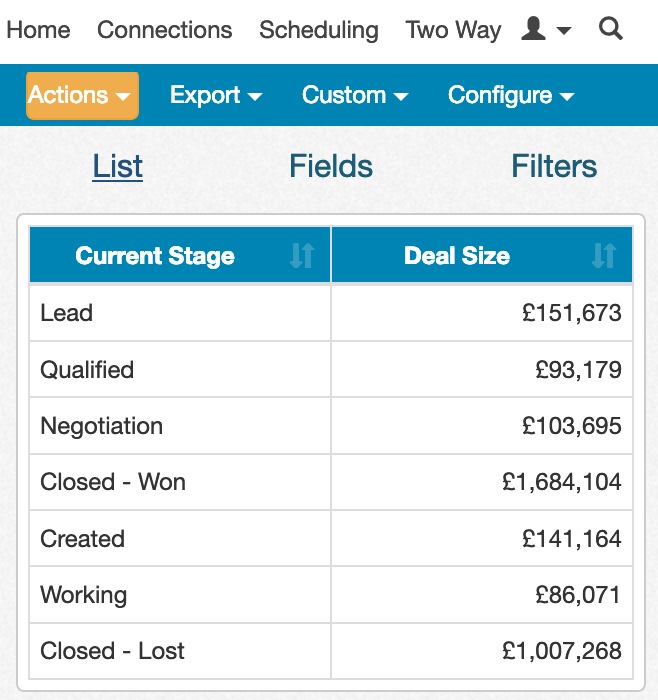 Home Connections Scheduling Two Way
Actions Export Custom Configure
List Fields Filters
Current Stage Deal Size
Lead £151,673
Qualified £93,179
Negotiation £103,695
Closed - Won £1,684,104
Created £141,164
Working £86,071
Closed - Lost £1,007,268